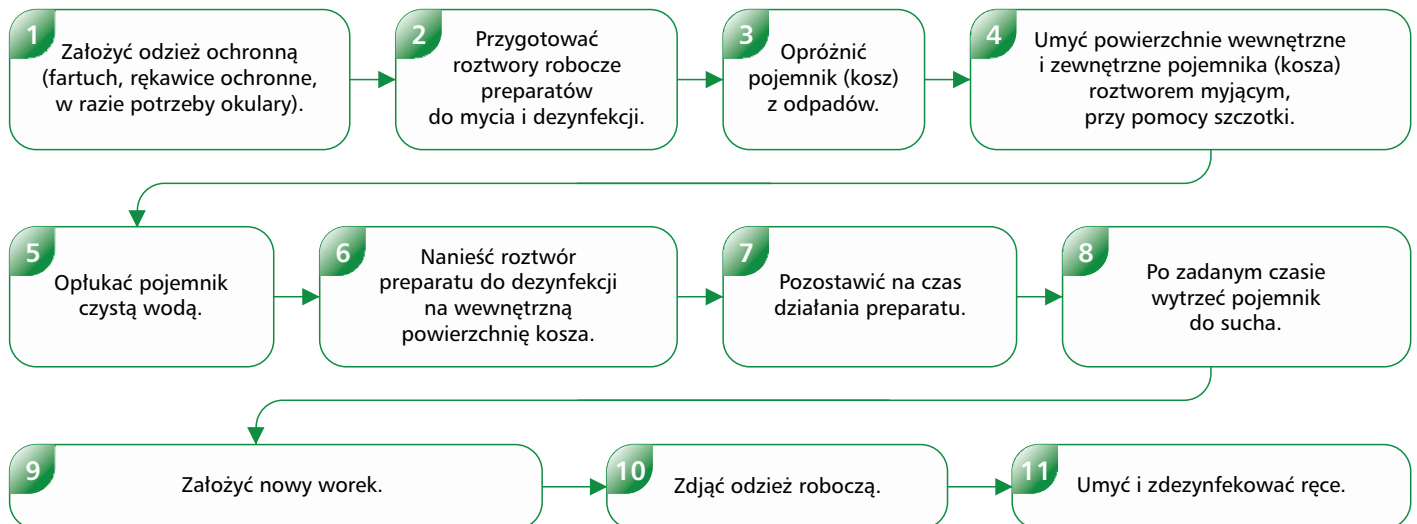 1
Założyć odzież ochronną
(fartuch, rękawice ochronne,
w razie potrzeby okulary).
2
Przygotować
roztwory robocze
preparatów
do mycia i dezynfekcji.
3
Opróżnić
pojemnik (kosz)
z odpadów.
4
Umyć powierzchnie wewnętrzne
i zewnętrzne pojemnika (kosza)
roztworem myjącym,
przy pomocy szczotki.
5
Opłukać pojemnik
czystą wodą.
6
Nanieść roztwór
preparatu do dezynfekcji
na wewnętrzną
powierzchnię kosza.
7
Pozostawić na czas
działania preparatu.
8
Po zadanym czasie
wytrzeć pojemnik
do sucha.
9
Założyć nowy worek.
10
Zdjąć odzież roboczą.
11
Umyć i zdezynfekować ręce.